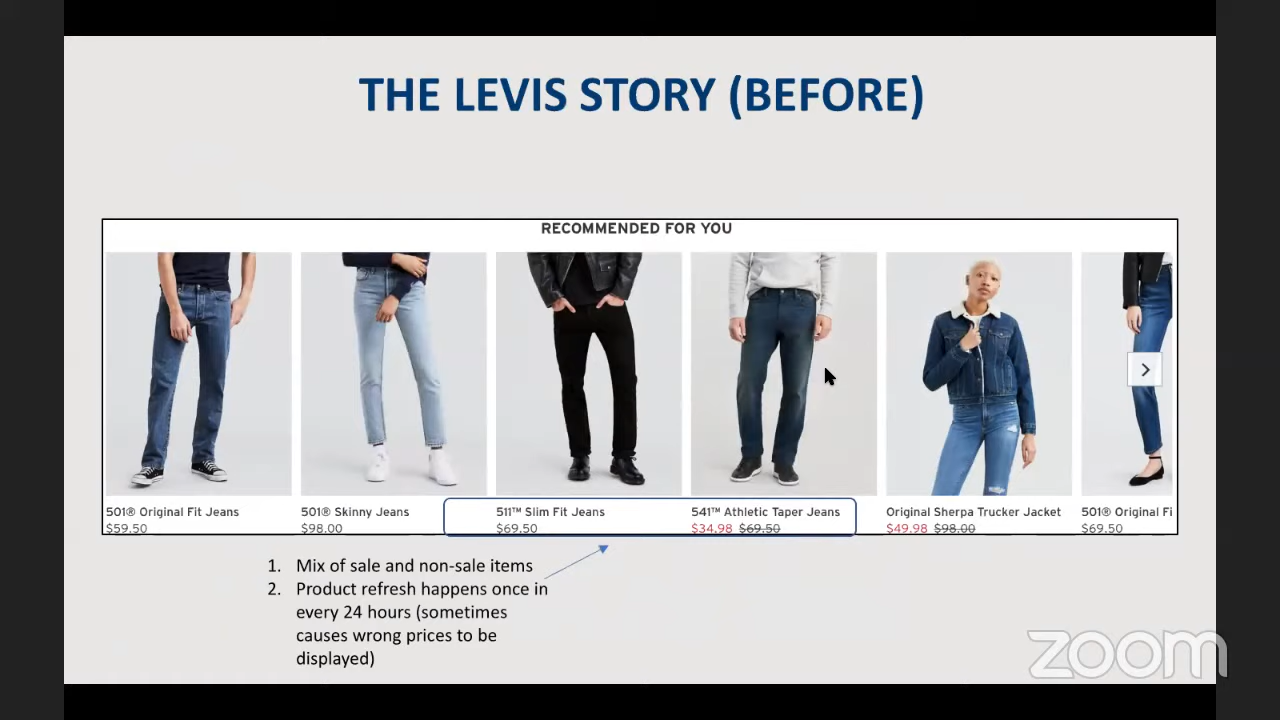 THE LEVIS STORY (BEFORE)
RECOMMENDED FOR YOU
501® Original Fit Jeans
$59.50
501® Skinny Jeans
$98.00
511™ Slim Fit Jeans
$69.50
541™ Athletic Taper Jeans
$34.98 $69.50
Original Sherpa Trucker Jacket
$49.98 $98.00
501® Original Fi
$69.50
1. Mix of sale and non-sale items
2. Product refresh happens once in
every 24 hours (sometimes
causes wrong prices to be
displayed)
zoom